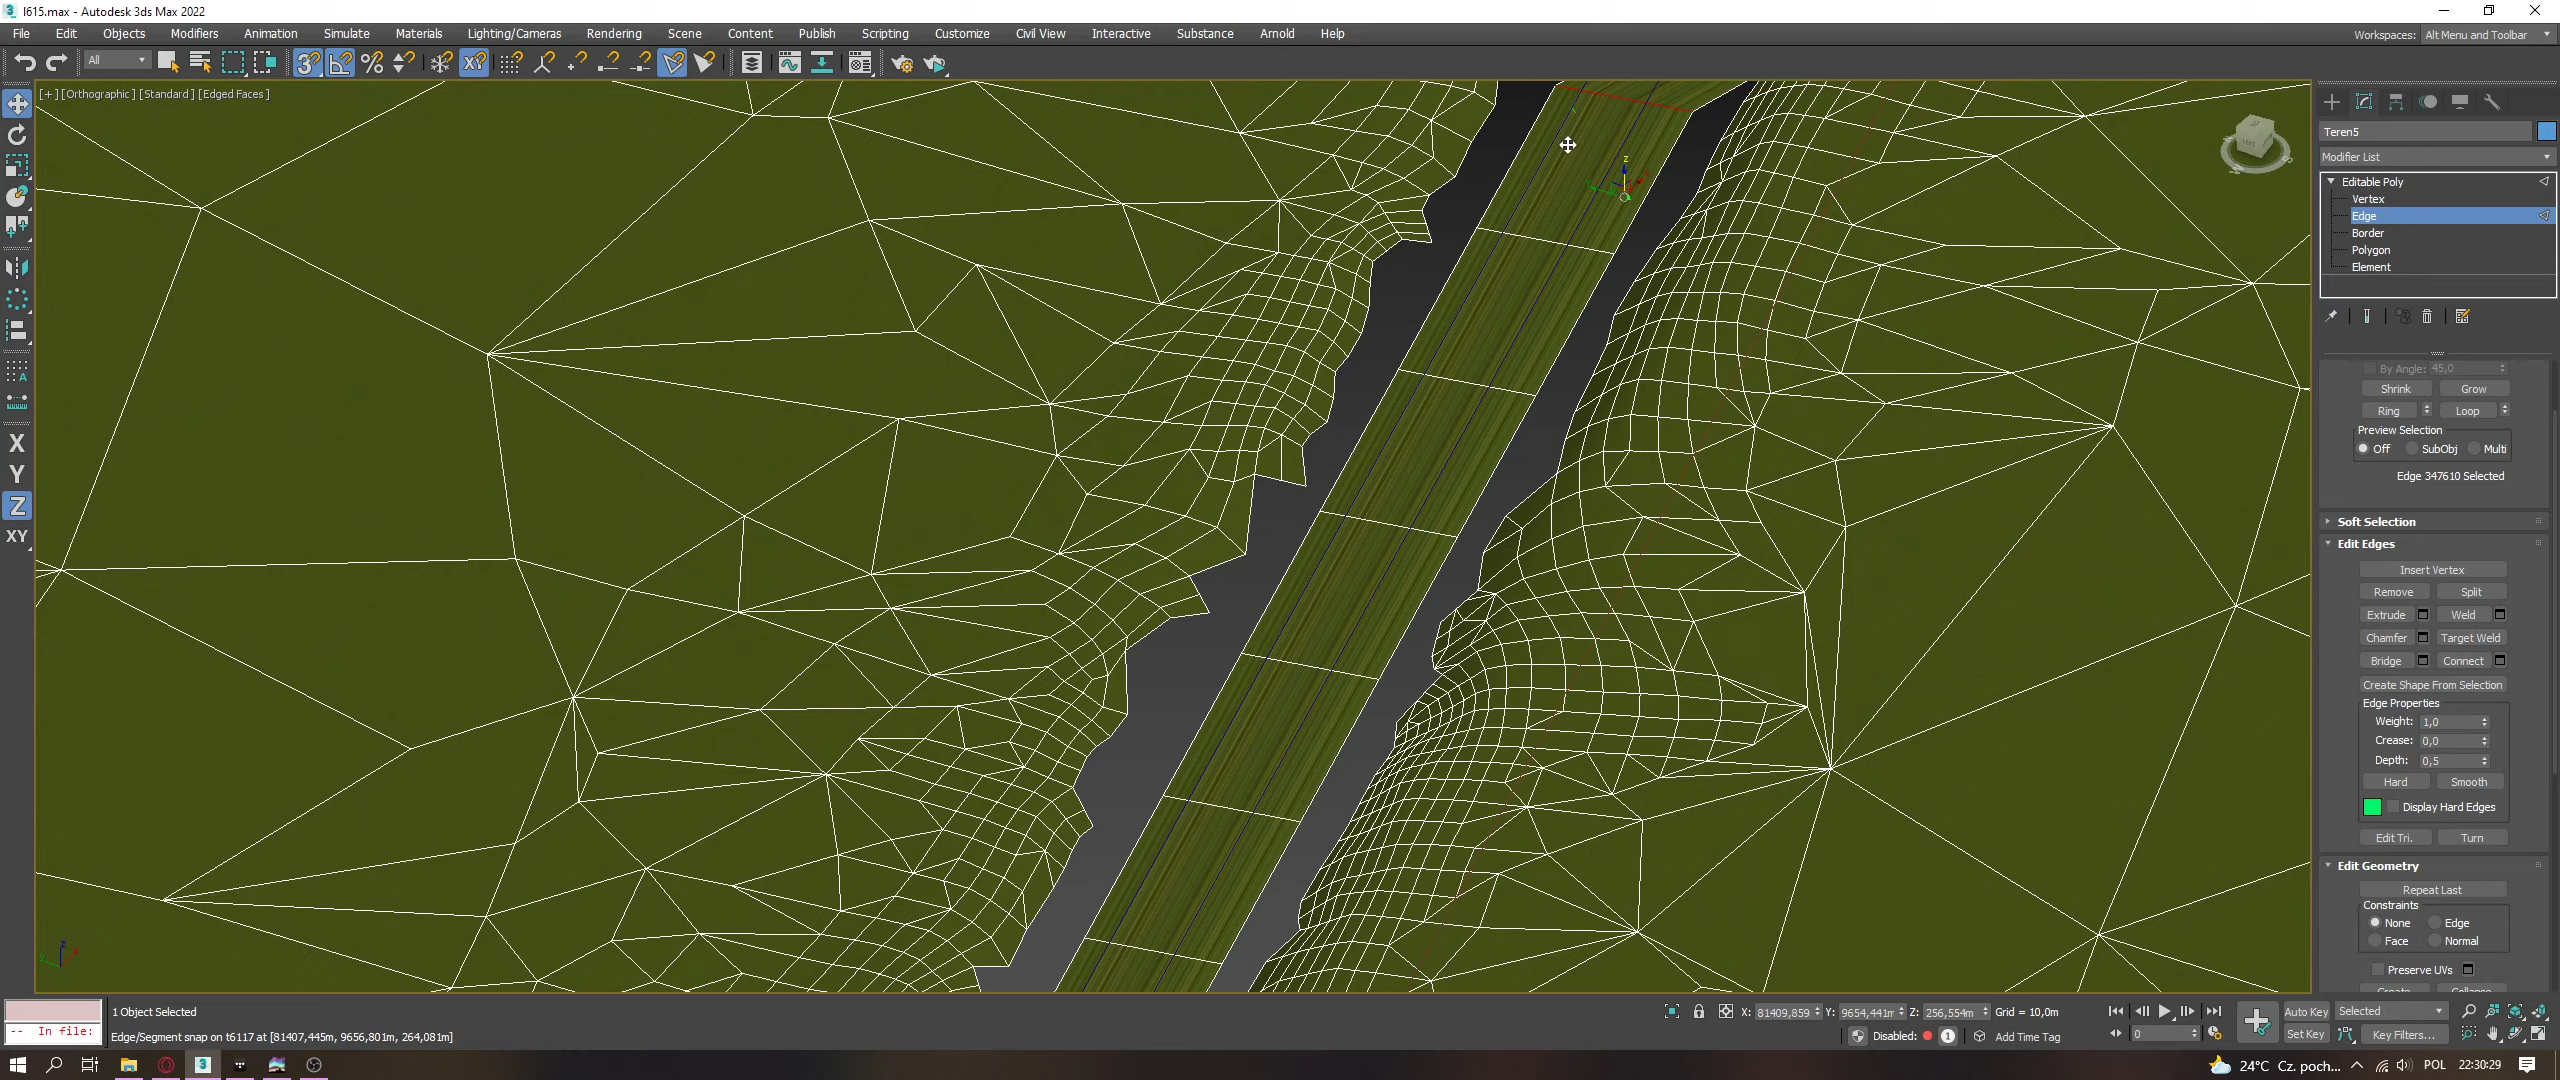 I615.max - Autodesk 3ds Max 2022
File Edit Objects Modifiers Animation Simulate Materials Lighting/Cameras Rendering Scene Content Publish Scripting Customize Civil View Interactive Substance Arnold Help
Workspaces: Alt Menu and Toolbar
All
[+] [Orthographic ] [Standard ] [Edged Faces ]
X
Y
Z
XY
Teren5
Modifier List
Editable Poly
Vertex
Edge
Border
Polygon
Element
By Angle: 45,0
Shrink Grow
Ring Loop
Preview Selection
Off SubObj Multi
Edge 347610 Selected
Soft Selection
Edit Edges
Insert Vertex
Remove Split
Extrude Weld
Chamfer Target Weld
Bridge Connect
Create Shape From Selection
Edge Properties
Weight: 1,0
Crease: 0,0
Depth: 0,5
Hard Smooth
Display Hard Edges
Edit Tri. Turn
Edit Geometry
Repeat Last
Constraints
None Edge
Face Normal
Preserve UVs
Create Collapse
1 Object Selected
X: 81409,859 Y: 9654,441m Z: 256,554m Grid = 10,0m
Auto Key Selected
-- In file:
Edge/Segment snap on t6117 at [81407,445m, 9656,801m, 264,081m]
Disabled: 1 Add Time Tag
0
Set Key Key Filters...
24°C Cz. poch... POL 22:30:29